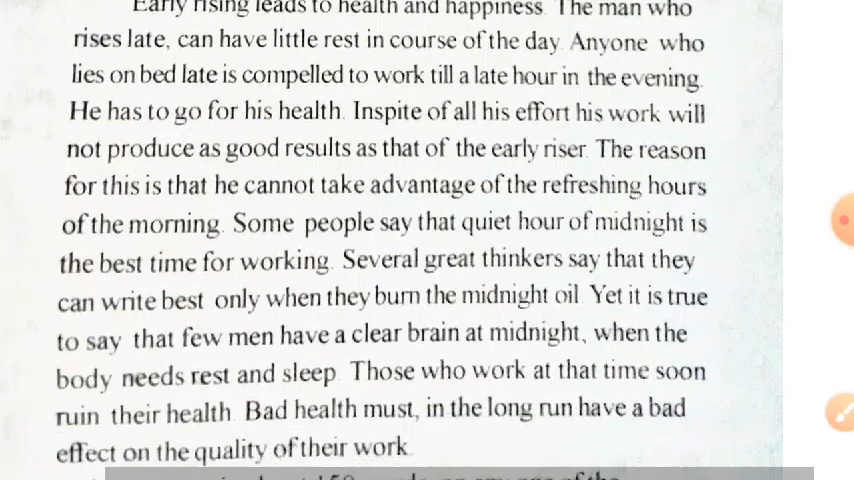 Early rising leads to health and happiness. The man who
rises late, can have little rest in course of the day. Anyone who
lies on bed late is compelled to work till a late hour in the evening.
He has to go for his health. Inspite of all his effort his work will
not produce as good results as that of the early riser. The reason
for this is that he cannot take advantage of the refreshing hours
of the morning. Some people say that quiet hour of midnight is
the best time for working. Several great thinkers say that they
can write best only when they burn the midnight oil. Yet it is true
to say that few men have a clear brain at midnight, when the
body needs rest and sleep. Those who work at that time soon
ruin their health. Bad health must, in the long run have a bad
effect on the quality of their work.